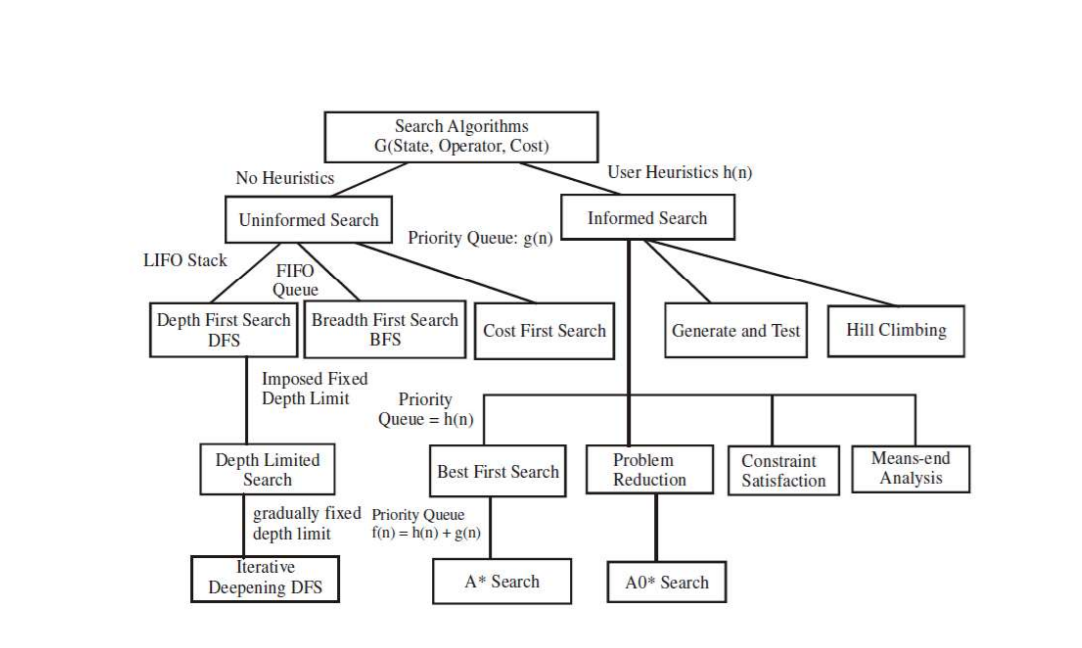 Search Algorithms
G(State, Operator, Cost)
No Heuristics
User Heuristics h(n)
Uninformed Search
Informed Search
Priority Queue: g(n)
LIFO Stack
FIFO
Queue
Depth First Search
DFS
Breadth First Search
BFS
Cost First Search
Generate and Test
Hill Climbing
Imposed Fixed
Depth Limit
Priority
Queue = h(n)
Depth Limited
Search
Best First Search
Problem
Reduction
Constraint
Satisfaction
Means-end
Analysis
gradually fixed
depth limit
Priority Queue
f(n) = h(n) + g(n)
Iterative
Deepening DFS
A* Search
A0* Search